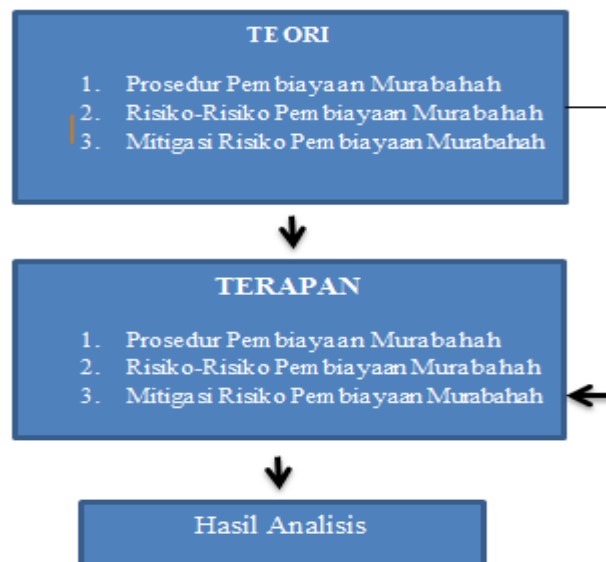 TEORI
1. Prosedur Pembiayaan Murabahah
2. Risiko-Risiko Pembiayaan Murabahah
3. Mitigasi Risiko Pembiayaan Murabahah
TERAPAN
1. Prosedur Pembiayaan Murabahah
2. Risiko-Risiko Pembiayaan Murabahah
3. Mitigasi Risiko Pembiayaan Murabahah
Hasil Analisis